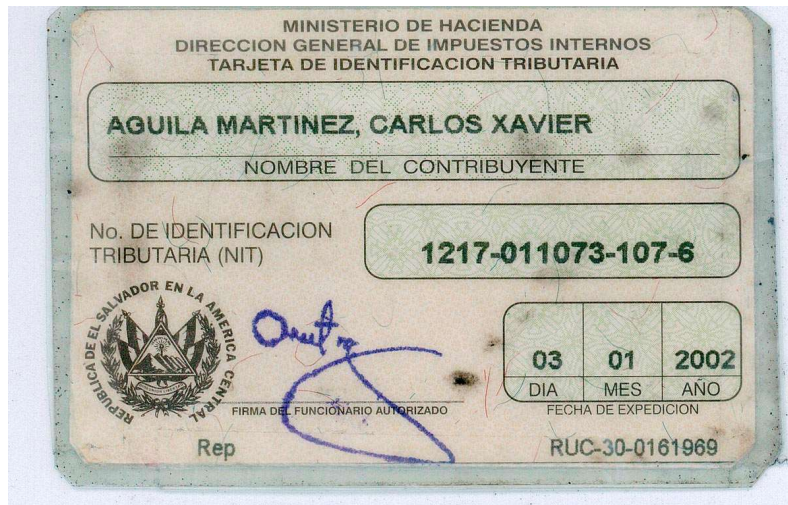 MINISTERIO DE HACIENDA
DIRECCION GENERAL DE IMPUESTOS INTERNOS
TARJETA DE IDENTIFICACION TRIBUTARIA
AGUILA MARTINEZ, CARLOS XAVIER
NOMBRE DEL CONTRIBUYENTE
No. DE IDENTIFICACION
TRIBUTARIA (NIT)
1217-011073-107-6
REPUBLICA DE EL SALVADOR EN LA AMERICA CENTRAL
03 01 2002
DIA MES AÑO
FIRMA DEL FUNCIONARIO AUTORIZADO
FECHA DE EXPEDICION
Rep
RUC-30-0161969